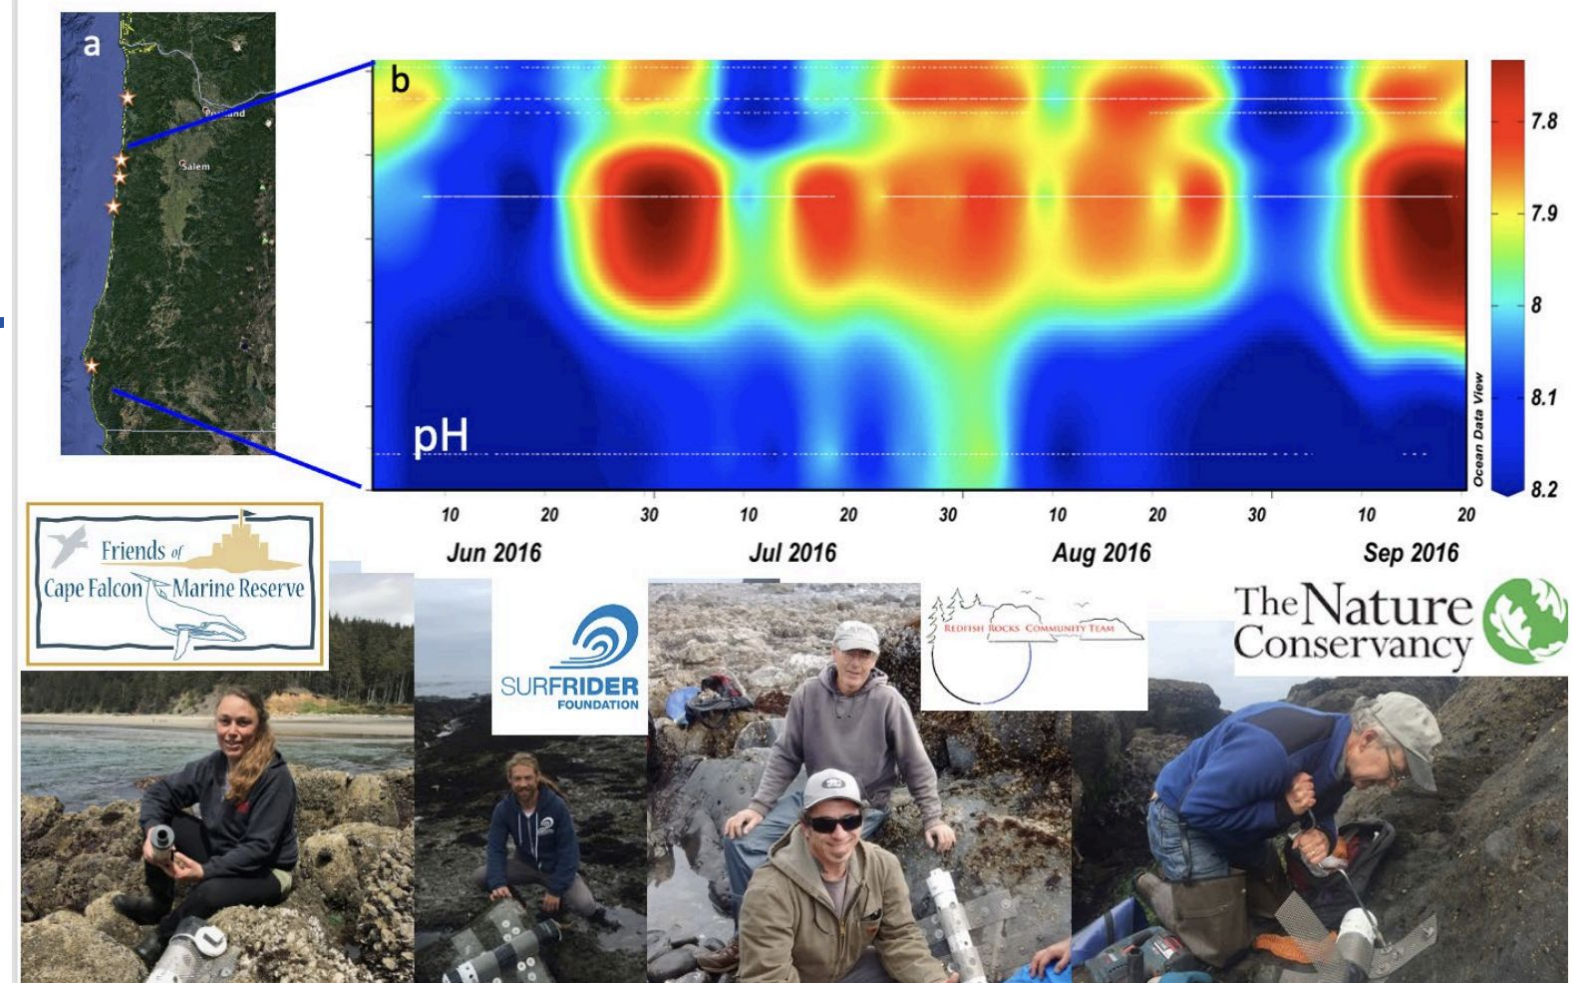 a
Portland
Salem
b
pH
7.8
7.9
8
8.1
8.2
Ocean Data View
10 20 30 10 20 30 10 20 30 10 20
Jun 2016 Jul 2016 Aug 2016 Sep 2016
Friends of
Cape Falcon Marine Reserve
SURFRIDER
FOUNDATION
REDFISH ROCKS COMMUNITY TEAM
The Nature
Conservancy